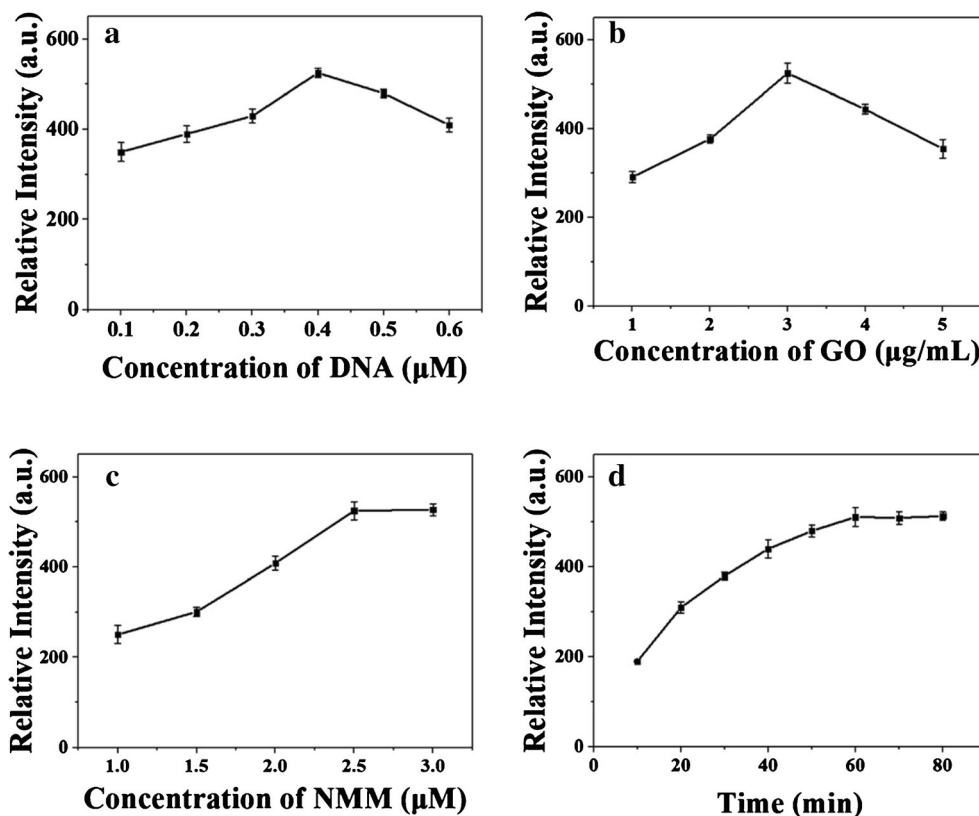 a
Relative Intensity (a.u.)
600
400
200
0
0.1 0.2 0.3 0.4 0.5 0.6
Concentration of DNA (μM)
b
Relative Intensity (a.u.)
600
400
200
0
1 2 3 4 5
Concentration of GO (μg/mL)
c
Relative Intensity (a.u.)
600
400
200
0
1.0 1.5 2.0 2.5 3.0
Concentration of NMM (μM)
d
Relative Intensity (a.u.)
600
400
200
0
0 20 40 60 80
Time (min)